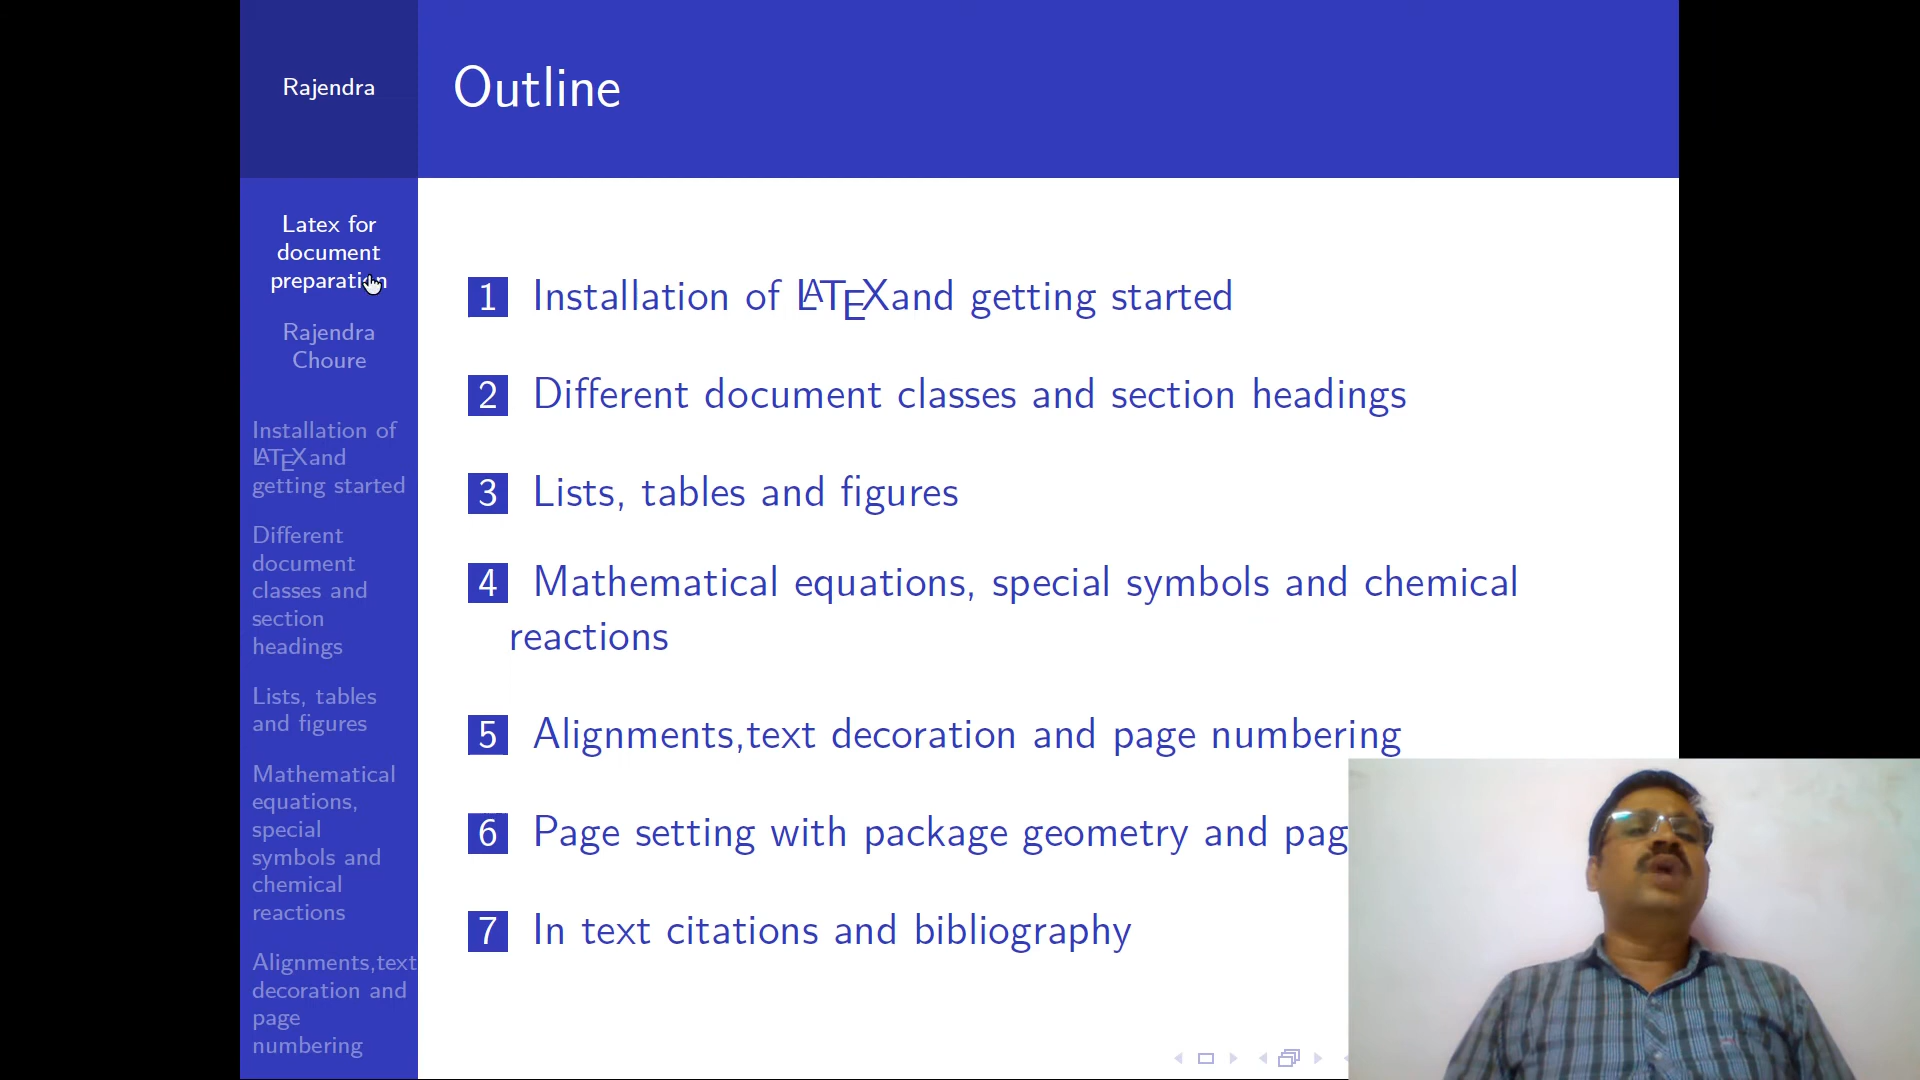 Rajendra
Outline
Latex for
document
preparation
Rajendra
Choure
Installation of
LATEXand
getting started
Different
document
classes and
section
headings
Lists, tables
and figures
Mathematical
equations,
special
symbols and
chemical
reactions
Alignments,text
decoration and
page
numbering
1 Installation of LATEXand getting started
2 Different document classes and section headings
3 Lists, tables and figures
4 Mathematical equations, special symbols and chemical
reactions
5 Alignments,text decoration and page numbering
6 Page setting with package geometry and pag
7 In text citations and bibliography